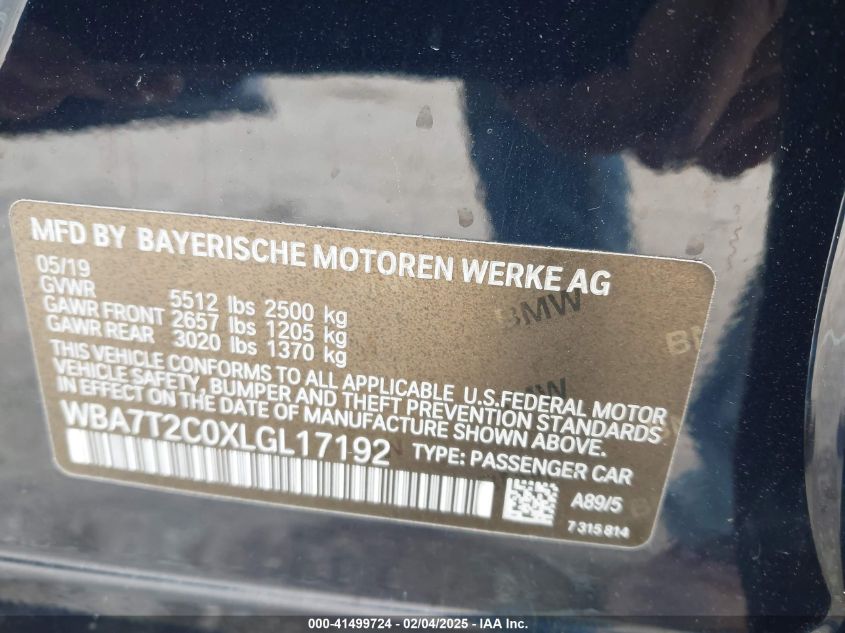 MFD BY BAYERISCHE MOTOREN WERKE AG
05/19
GVWR 5512 lbs 2500 kg
GAWR FRONT 2657 lbs 1205 kg
GAWR REAR 3020 lbs 1370 kg
THIS VEHICLE CONFORMS TO ALL APPLICABLE U.S.FEDERAL MOTOR
VEHICLE SAFETY, BUMPER AND THEFT PREVENTION STANDARDS
IN EFFECT ON THE DATE OF MANUFACTURE SHOWN ABOVE.
WBA7T2C0XLGL17192 TYPE: PASSENGER CAR
A89/5
7 315 814
BMW
BMW
BM
000-41499724 - 02/04/2025 - IAA Inc.